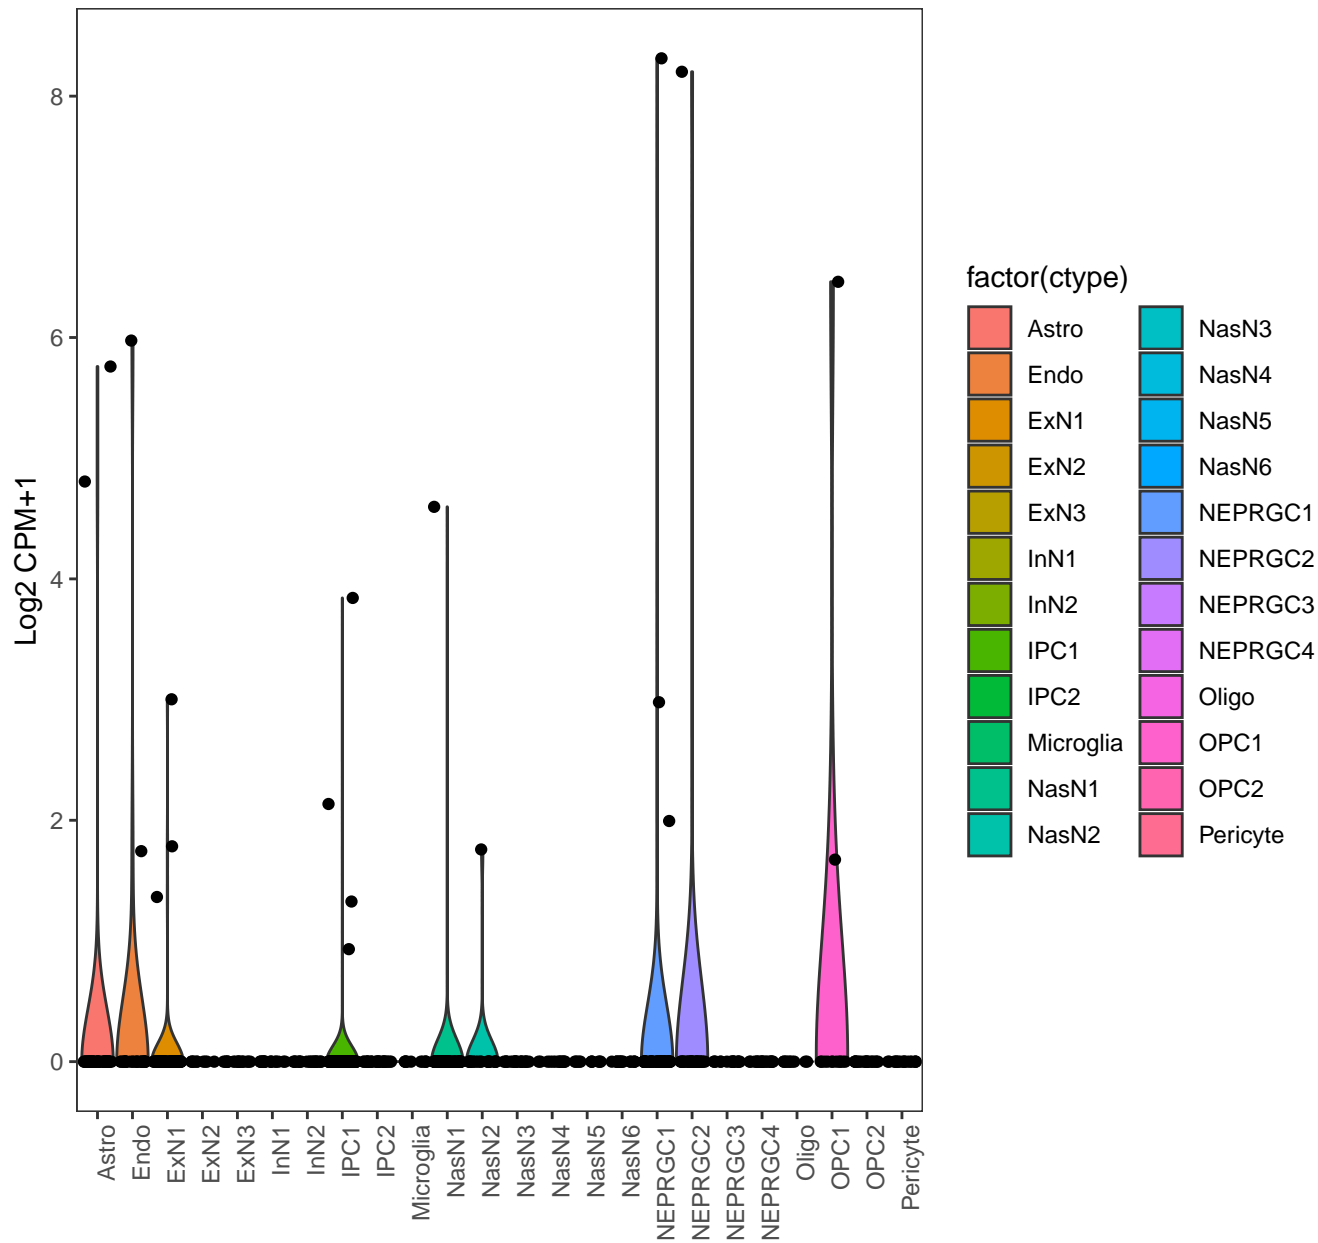 8
6
4
2
0
Log2 CPM+1
Astro
Endo
ExN1
ExN2
ExN3
InN1
InN2
IPC1
IPC2
Microglia
NasN1
NasN2
NasN3
NasN4
NasN5
NasN6
NEPRGC1
NEPRGC2
NEPRGC3
NEPRGC4
Oligo
OPC1
OPC2
Pericyte
factor(ctype)
Astro
Endo
ExN1
ExN2
ExN3
InN1
InN2
IPC1
IPC2
Microglia
NasN1
NasN2
NasN3
NasN4
NasN5
NasN6
NEPRGC1
NEPRGC2
NEPRGC3
NEPRGC4
Oligo
OPC1
OPC2
Pericyte